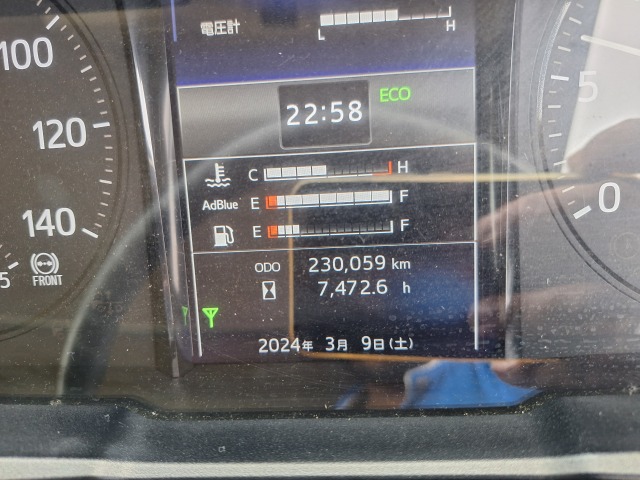 電圧計
L H
100
22:58 ECO
5
120
C H
AdBlue E F
E F
140
0
FRONT
5
ODO 230,059 km
7,472.6 h
2024年 3月 9日(土)